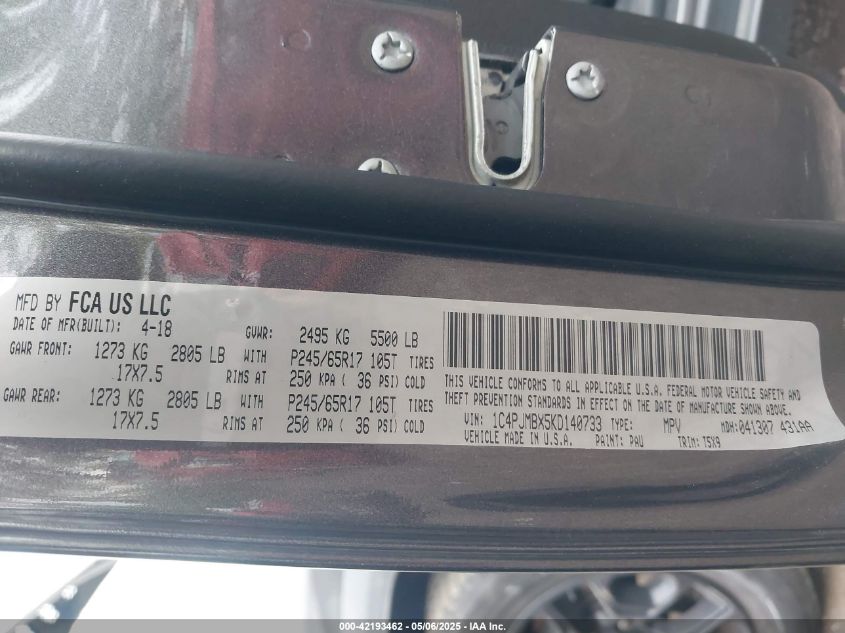 MFD BY FCA US LLC
DATE OF MFR(BUILT): 4-18 GVWR: 2495 KG 5500 LB
GAWR FRONT: 1273 KG 2805 LB WITH P245/65R17 105T TIRES
17X7.5 RIMS AT 250 KPA ( 36 PSI) COLD
GAWR REAR: 1273 KG 2805 LB WITH P245/65R17 105T TIRES
17X7.5 RIMS AT 250 KPA ( 36 PSI) COLD
THIS VEHICLE CONFORMS TO ALL APPLICABLE U.S.A. FEDERAL MOTOR VEHICLE SAFETY AND
THEFT PREVENTION STANDARDS IN EFFECT ON THE DATE OF MANUFACTURE SHOWN ABOVE.
VIN: 1C4PJMBX5KD140733 TYPE: MPV MDH: 041307 431AA
VEHICLE MADE IN U.S.A. PAINT: PAU TRIM: T5X9
000-42193462 - 05/06/2025 - IAA Inc.